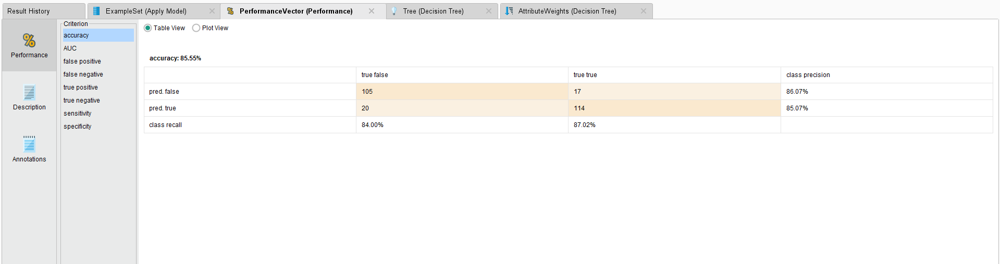 Result History
ExampleSet (Apply Model)
PerformanceVector (Performance)
Tree (Decision Tree)
AttributeWeights (Decision Tree)
%
Performance
Description
Annotations
Criterion
accuracy
AUC
false positive
false negative
true positive
true negative
sensitivity
specificity
Table View Plot View
accuracy: 85.55%
true false true true class precision
pred. false 105 17 86.07%
pred. true 20 114 85.07%
class recall 84.00% 87.02%